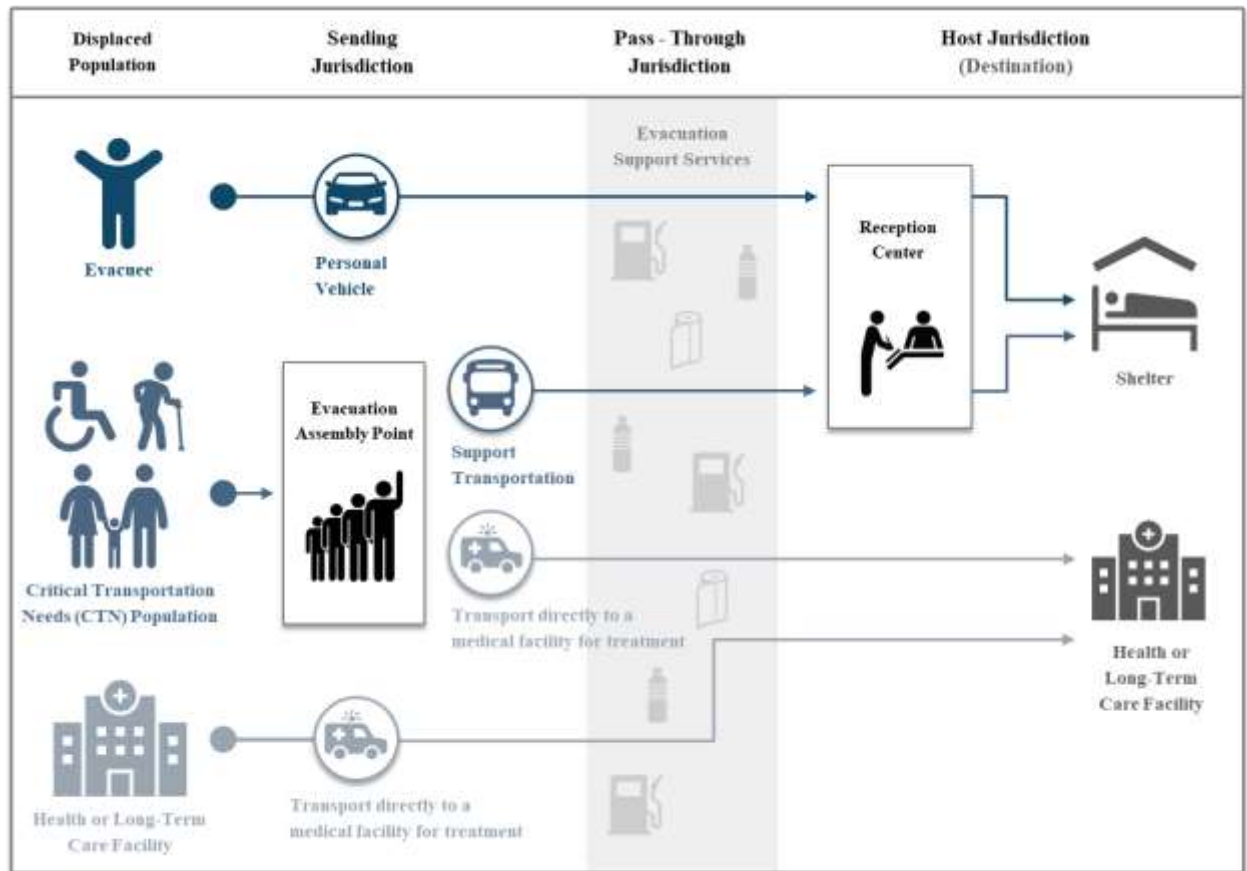 Displaced
Population
Sending
Jurisdiction
Pass - Through
Jurisdiction
Host Jurisdiction
(Destination)
Evacuation
Support Services
Evacuee
Personal
Vehicle
Reception
Center
Shelter
Evacuation
Assembly Point
Support
Transportation
Critical Transportation
Needs (CTN) Population
Transport directly to a
medical facility for treatment
Health or
Long-Term
Care Facility
Health or Long-Term
Care Facility
Transport directly to a
medical facility for treatment